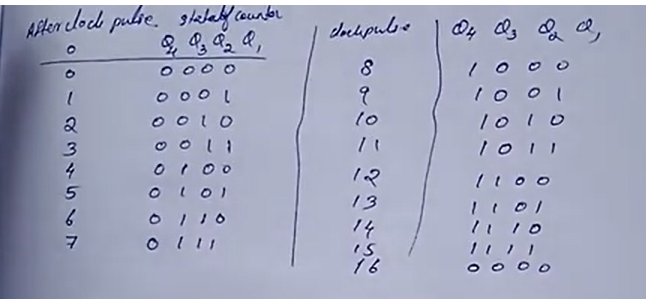 After clock pulse. state of counter
0 Q4 Q3 Q2 Q1
0 0 0 0 0
1 0 0 0 1
2 0 0 1 0
3 0 0 1 1
4 0 1 0 0
5 0 1 0 1
6 0 1 1 0
7 0 1 1 1
clock pulse Q4 Q3 Q2 Q1
8 1 0 0 0
9 1 0 0 1
10 1 0 1 0
11 1 0 1 1
12 1 1 0 0
13 1 1 0 1
14 1 1 1 0
15 1 1 1 1
16 0 0 0 0